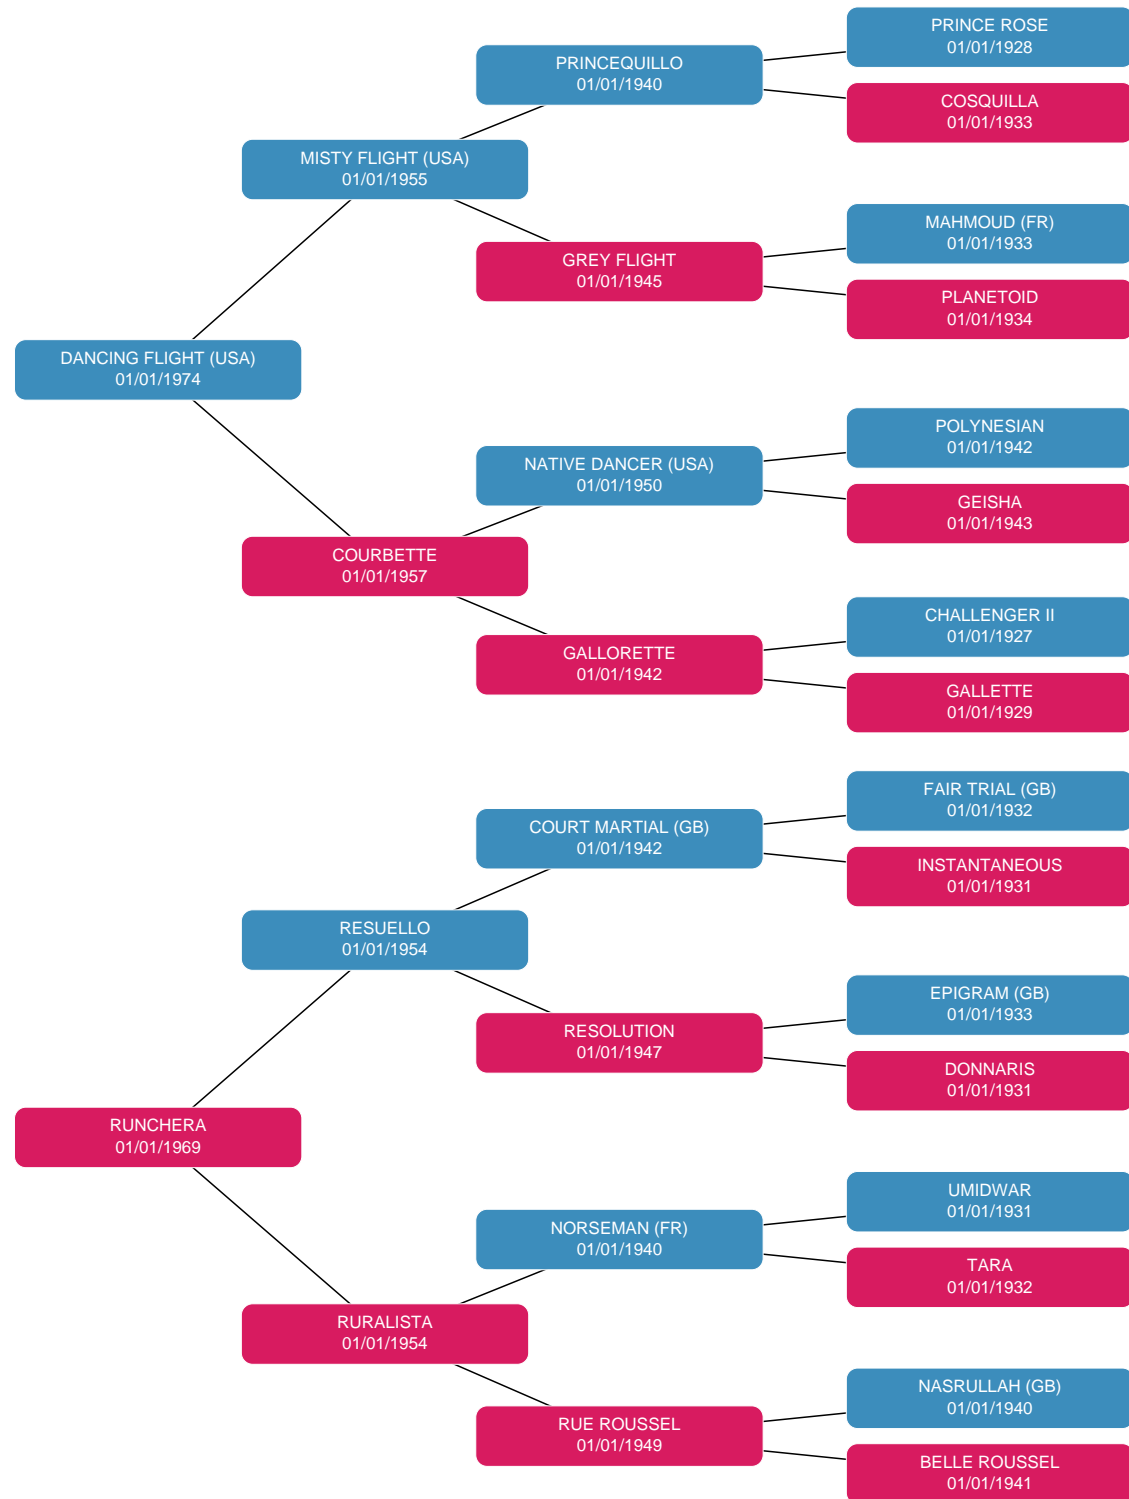 PRINCE ROSE
01/01/1928
PRINCEQUILLO
01/01/1940
COSQUILLA
01/01/1933
MISTY FLIGHT (USA)
01/01/1955
MAHMOUD (FR)
01/01/1933
GREY FLIGHT
01/01/1945
PLANETOID
01/01/1934
DANCING FLIGHT (USA)
01/01/1974
POLYNESIAN
01/01/1942
NATIVE DANCER (USA)
01/01/1950
GEISHA
01/01/1943
COURBETTE
01/01/1957
CHALLENGER II
01/01/1927
GALLORETTE
01/01/1942
GALLETTE
01/01/1929
FAIR TRIAL (GB)
01/01/1932
COURT MARTIAL (GB)
01/01/1942
INSTANTANEOUS
01/01/1931
RESUELLO
01/01/1954
EPIGRAM (GB)
01/01/1933
RESOLUTION
01/01/1947
DONNARIS
01/01/1931
RUNCHERA
01/01/1969
UMIDWAR
01/01/1931
NORSEMAN (FR)
01/01/1940
TARA
01/01/1932
RURALISTA
01/01/1954
NASRULLAH (GB)
01/01/1940
RUE ROUSSEL
01/01/1949
BELLE ROUSSEL
01/01/1941